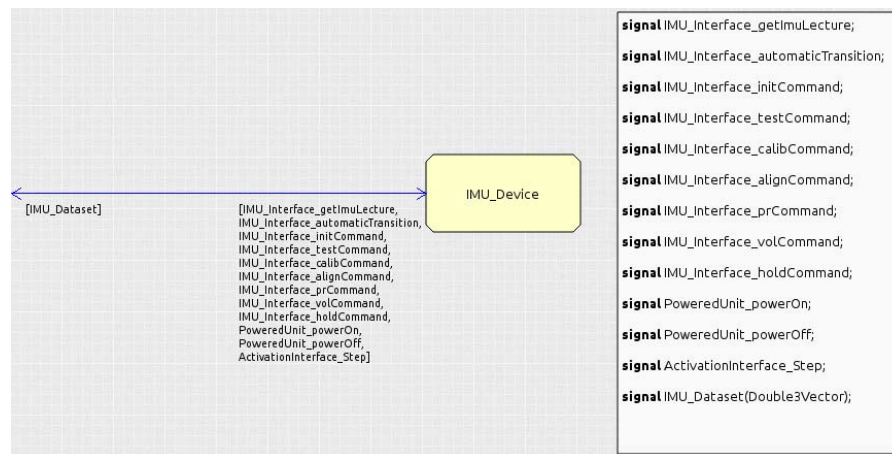 [IMU_Dataset]
[IMU_Interface_getImuLecture,
IMU_Interface_automaticTransition,
IMU_Interface_initCommand,
IMU_Interface_testCommand,
IMU_Interface_calibCommand,
IMU_Interface_alignCommand,
IMU_Interface_prCommand,
IMU_Interface_volCommand,
IMU_Interface_holdCommand,
PoweredUnit_powerOn,
PoweredUnit_powerOff,
ActivationInterface_Step]
IMU_Device
signal IMU_Interface_getImuLecture;
signal IMU_Interface_automaticTransition;
signal IMU_Interface_initCommand;
signal IMU_Interface_testCommand;
signal IMU_Interface_calibCommand;
signal IMU_Interface_alignCommand;
signal IMU_Interface_prCommand;
signal IMU_Interface_volCommand;
signal IMU_Interface_holdCommand;
signal PoweredUnit_powerOn;
signal PoweredUnit_powerOff;
signal ActivationInterface_Step;
signal IMU_Dataset(Double3Vector);